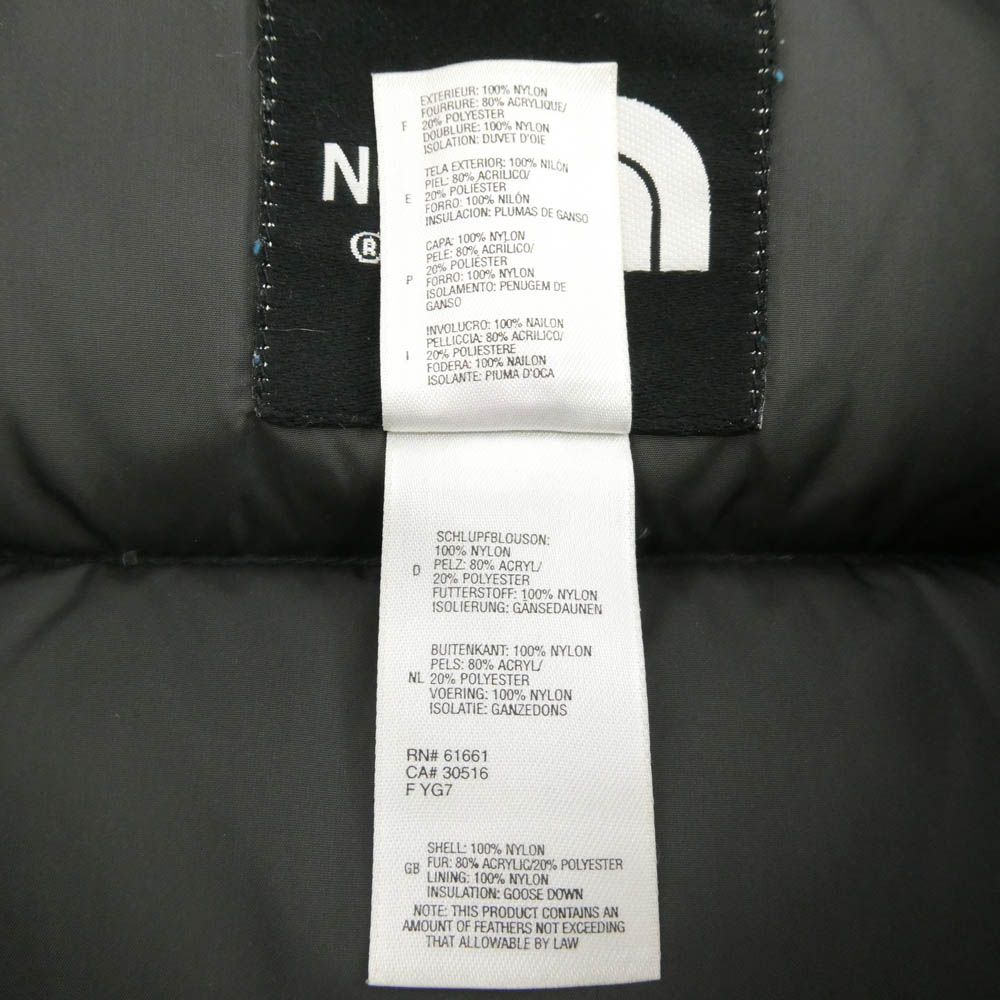 N
®
F
EXTERIEUR: 100% NYLON
FOURRURE: 80% ACRYLIQUE/
20% POLYESTER
DOUBLURE: 100% NYLON
ISOLATION: DUVET D'OIE
E
TELA EXTERIOR: 100% NILÓN
PIEL: 80% ACRILICO/
20% POLIÉSTER
FORRO: 100% NILÓN
INSULACION: PLUMAS DE GANSO
P
CAPA: 100% NYLON
PELE: 80% ACRILICO/
20% POLIÉSTER
FORRO: 100% NYLON
ISOLAMENTO: PENUGEM DE
GANSO
I
INVOLUCRO: 100% NAILON
PELLICCIA: 80% ACRILICO/
20% POLIESTERE
FODERA: 100% NAILON
ISOLANTE: PIUMA D'OCA
D
SCHLUPFBLOUSON:
100% NYLON
PELZ: 80% ACRYL/
20% POLYESTER
FUTTERSTOFF: 100% NYLON
ISOLIERUNG: GÄNSEDAUNEN
NL
BUITENKANT: 100% NYLON
PELS: 80% ACRYL/
20% POLYESTER
VOERING: 100% NYLON
ISOLATIE: GANZEDONS
RN# 61661
CA# 30516
F YG7
GB
SHELL: 100% NYLON
FUR: 80% ACRYLIC/20% POLYESTER
LINING: 100% NYLON
INSULATION: GOOSE DOWN
NOTE: THIS PRODUCT CONTAINS AN
AMOUNT OF FEATHERS NOT EXCEEDING
THAT ALLOWABLE BY LAW